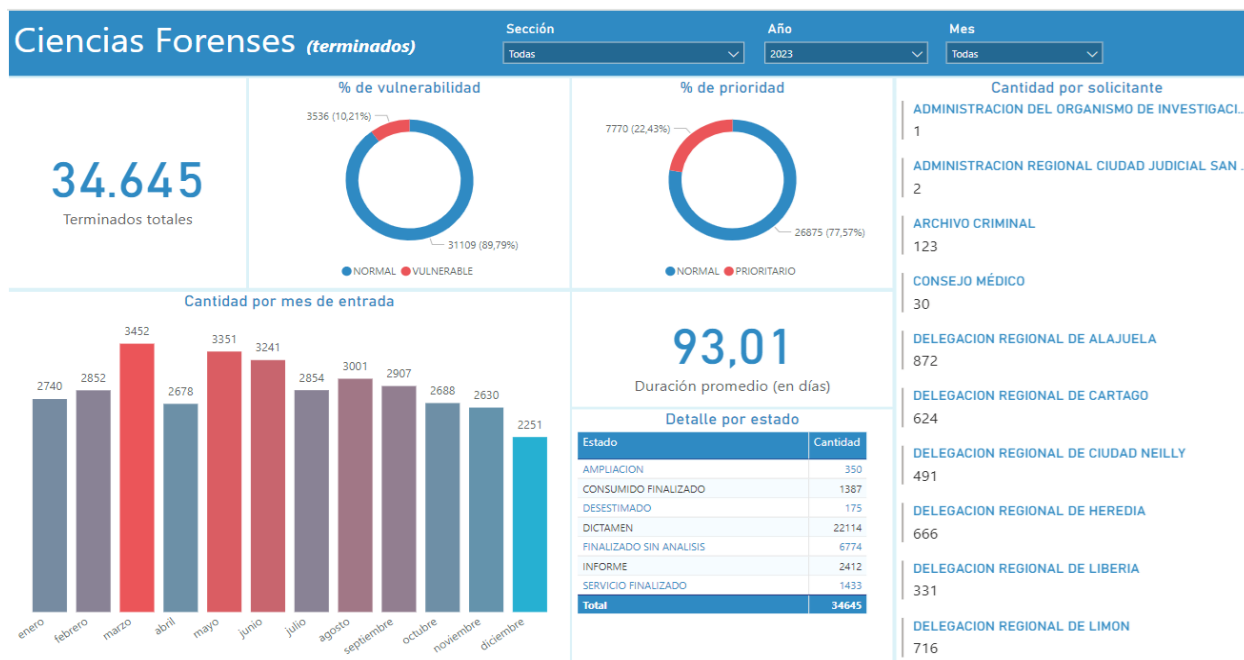 Ciencias Forenses (terminados)
Sección
Todas
Año
2023
Mes
Todas
34.645
Terminados totales
% de vulnerabilidad
3536 (10,21%)
31109 (89,79%)
NORMAL VULNERABLE
% de prioridad
7770 (22,43%)
26875 (77,57%)
NORMAL PRIORITARIO
Cantidad por mes de entrada
2740
2852
3452
2678
3351
3241
2854
3001
2907
2688
2630
2251
enero
febrero
marzo
abril
mayo
junio
julio
agosto
septiembre
octubre
noviembre
diciembre
93,01
Duración promedio (en días)
Detalle por estado
Estado Cantidad
AMPLIACION 350
CONSUMIDO FINALIZADO 1387
DESESTIMADO 175
DICTAMEN 22114
FINALIZADO SIN ANALISIS 6774
INFORME 2412
SERVICIO FINALIZADO 1433
Total 34645
Cantidad por solicitante
ADMINISTRACION DEL ORGANISMO DE INVESTIGACI...
1
ADMINISTRACION REGIONAL CIUDAD JUDICIAL SAN ...
2
ARCHIVO CRIMINAL
123
CONSEJO MÉDICO
30
DELEGACION REGIONAL DE ALAJUELA
872
DELEGACION REGIONAL DE CARTAGO
624
DELEGACION REGIONAL DE CIUDAD NEILLY
491
DELEGACION REGIONAL DE HEREDIA
666
DELEGACION REGIONAL DE LIBERIA
331
DELEGACION REGIONAL DE LIMON
716